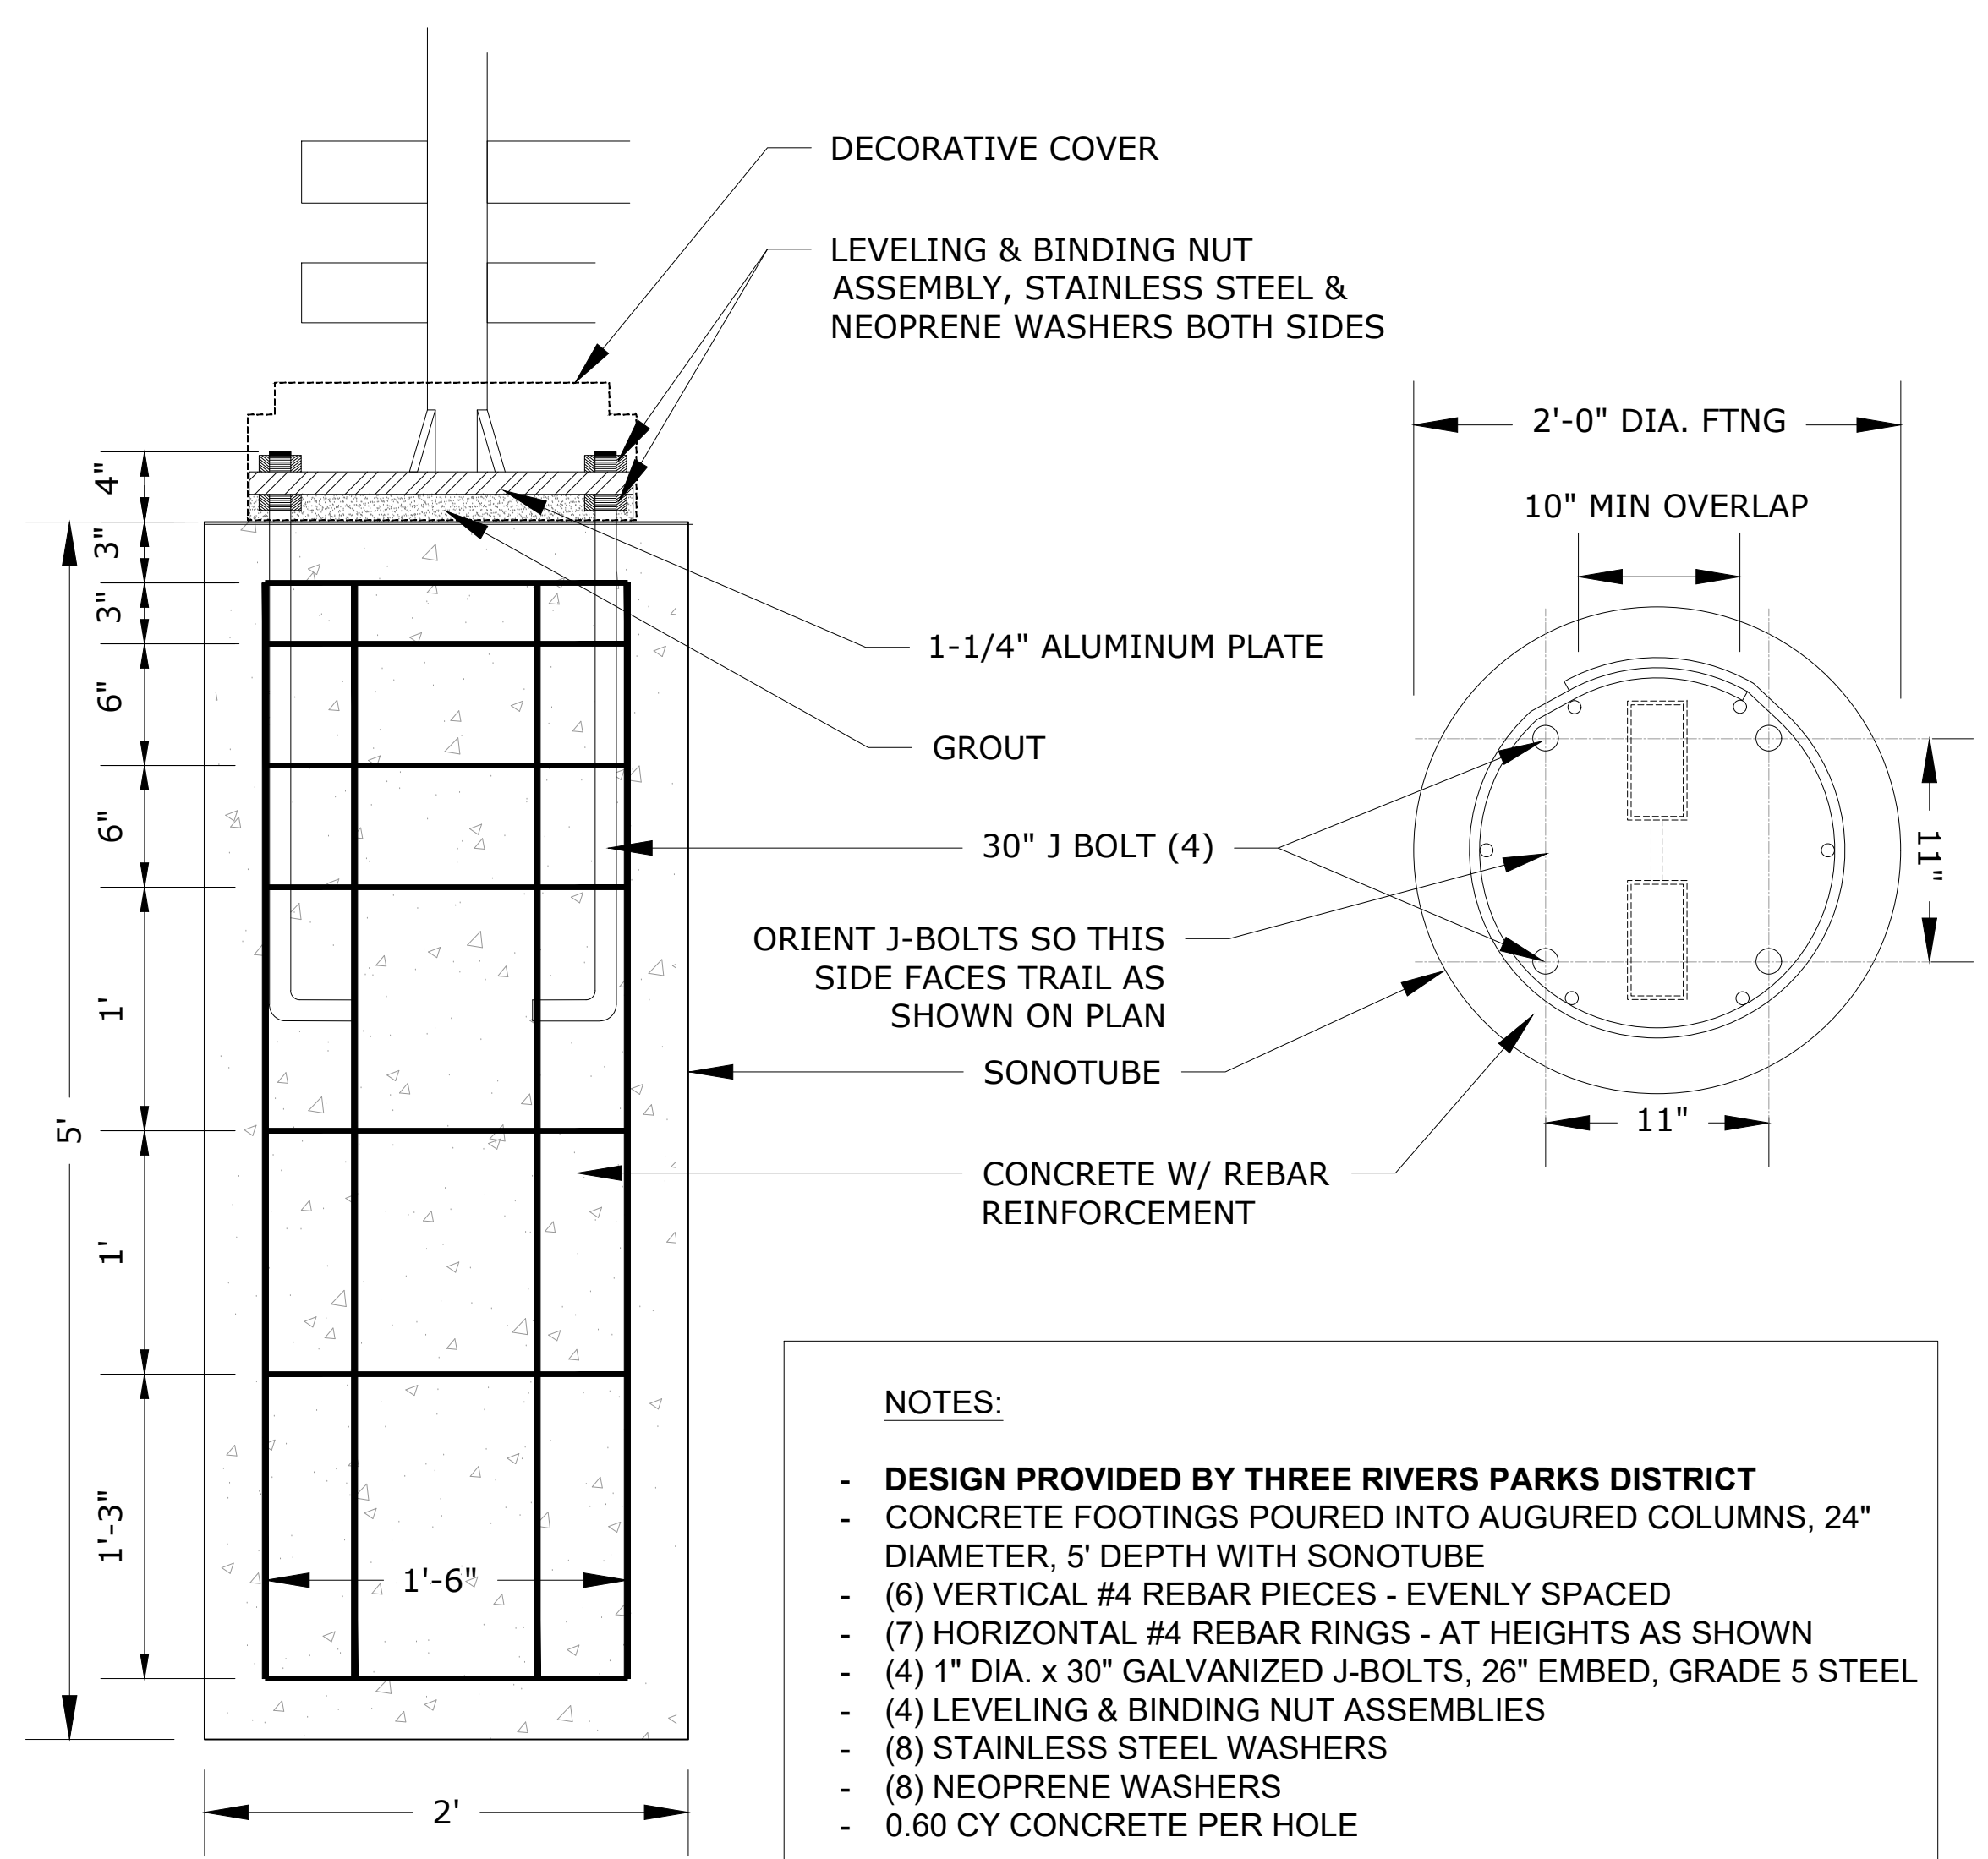 DECORATIVE COVER
LEVELING & BINDING NUT
ASSEMBLY, STAINLESS STEEL &
NEOPRENE WASHERS BOTH SIDES
2'-0" DIA. FTNG
10" MIN OVERLAP
4"
3"
3"
6"
6"
1'
1'
1'-3"
5'
1'-6"
2'
1-1/4" ALUMINUM PLATE
GROUT
30" J BOLT (4)
ORIENT J-BOLTS SO THIS
SIDE FACES TRAIL AS
SHOWN ON PLAN
SONOTUBE
CONCRETE W/ REBAR
REINFORCEMENT
11"
11"
NOTES:
- DESIGN PROVIDED BY THREE RIVERS PARKS DISTRICT
- CONCRETE FOOTINGS POURED INTO AUGURED COLUMNS, 24"
DIAMETER, 5' DEPTH WITH SONOTUBE
- (6) VERTICAL #4 REBAR PIECES - EVENLY SPACED
- (7) HORIZONTAL #4 REBAR RINGS - AT HEIGHTS AS SHOWN
- (4) 1" DIA. x 30" GALVANIZED J-BOLTS, 26" EMBED, GRADE 5 STEEL
- (4) LEVELING & BINDING NUT ASSEMBLIES
- (8) STAINLESS STEEL WASHERS
- (8) NEOPRENE WASHERS
- 0.60 CY CONCRETE PER HOLE